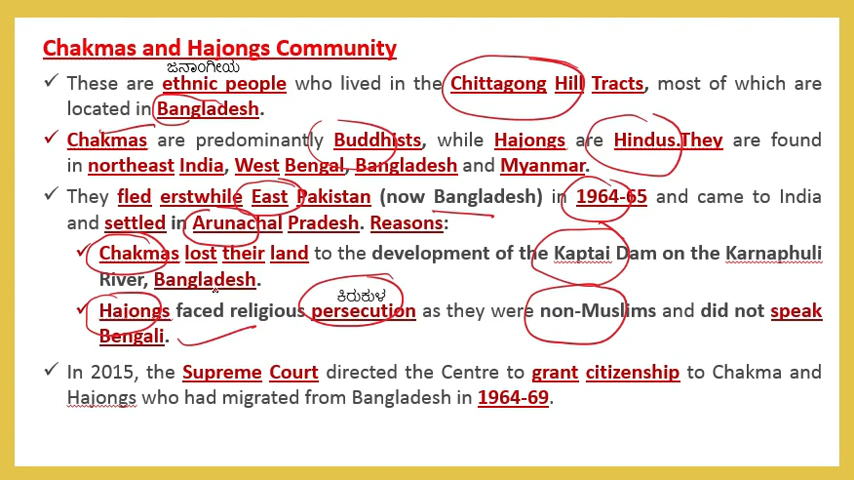 Chakmas and Hajongs Community
ಜನಾಂಗೀಯ
✓ These are ethnic people who lived in the Chittagong Hill Tracts, most of which are
located in Bangladesh.
✓ Chakmas are predominantly Buddhists, while Hajongs are Hindus.They are found
in northeast India, West Bengal, Bangladesh and Myanmar.
✓ They fled erstwhile East Pakistan (now Bangladesh) in 1964-65 and came to India
and settled in Arunachal Pradesh. Reasons:
✓ Chakmas lost their land to the development of the Kaptai Dam on the Karnaphuli
River, Bangladesh.
ಕಿರುಕುಳ
✓ Hajongs faced religious persecution as they were non-Muslims and did not speak
Bengali.
✓ In 2015, the Supreme Court directed the Centre to grant citizenship to Chakma and
Hajongs who had migrated from Bangladesh in 1964-69.